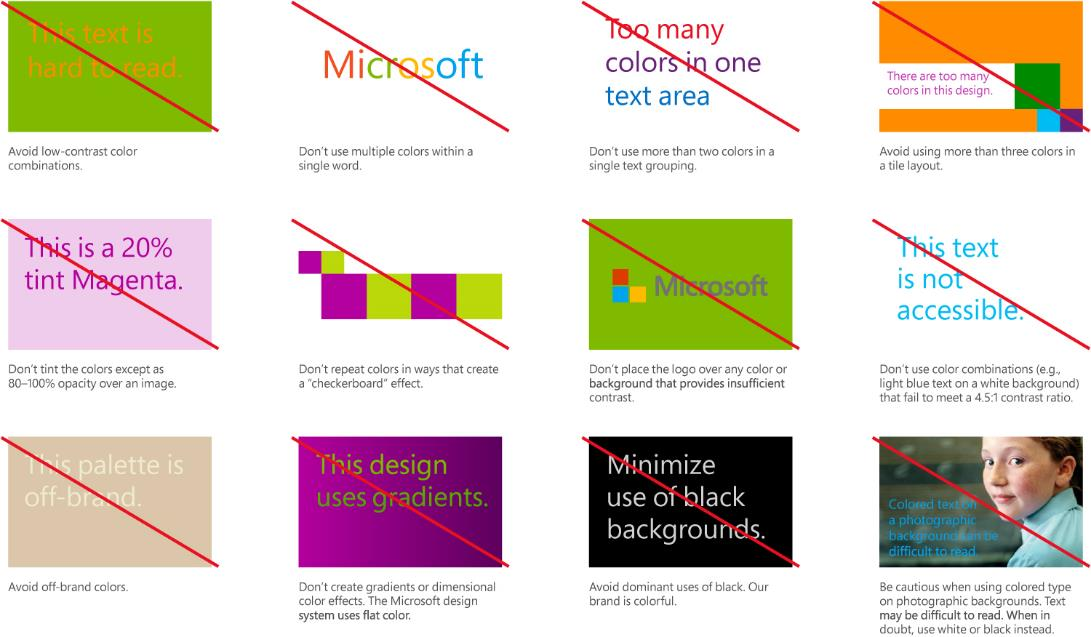 This text is
hard to read.
Avoid low-contrast color
combinations.
Microsoft
Don't use multiple colors within a
single word.
Too many
colors in one
text area
Don't use more than two colors in a
single text grouping.
There are too many
colors in this design.
Avoid using more than three colors in
a tile layout.
This is a 20%
tint Magenta.
Don't tint the colors except as
80–100% opacity over an image.
Don't repeat colors in ways that create
a "checkerboard" effect.
Microsoft
Don't place the logo over any color or
background that provides insufficient
contrast.
This text
is not
accessible.
Don't use color combinations (e.g.,
light blue text on a white background)
that fail to meet a 4.5:1 contrast ratio.
This palette is
off-brand.
Avoid off-brand colors.
This design
uses gradients.
Don't create gradients or dimensional
color effects. The Microsoft design
system uses flat color.
Minimize
use of black
backgrounds.
Avoid dominant uses of black. Our
brand is colorful.
Colored text on
a photographic
background can be
difficult to read.
Be cautious when using colored type
on photographic backgrounds. Text
may be difficult to read. When in
doubt, use white or black instead.